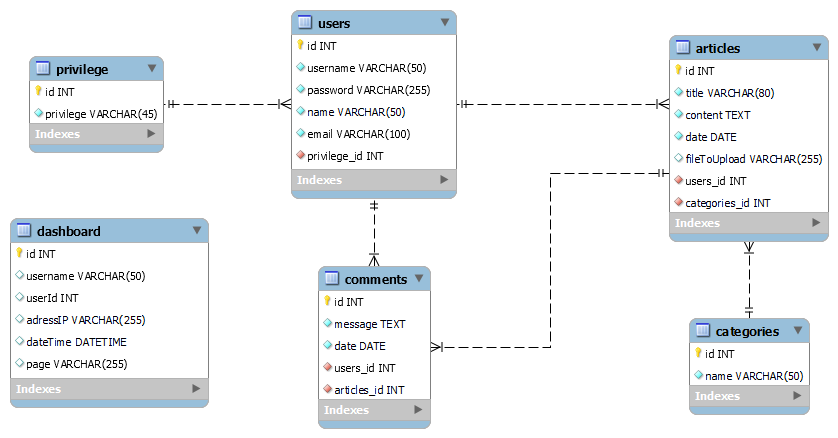 privilege
id INT
privilege VARCHAR(45)
Indexes
users
id INT
username VARCHAR(50)
password VARCHAR(255)
name VARCHAR(50)
email VARCHAR(100)
privilege_id INT
Indexes
articles
id INT
title VARCHAR(80)
content TEXT
date DATE
fileToUpload VARCHAR(255)
users_id INT
categories_id INT
Indexes
dashboard
id INT
username VARCHAR(50)
userId INT
adressIP VARCHAR(255)
dateTime DATETIME
page VARCHAR(255)
Indexes
comments
id INT
message TEXT
date DATE
users_id INT
articles_id INT
Indexes
categories
id INT
name VARCHAR(50)
Indexes